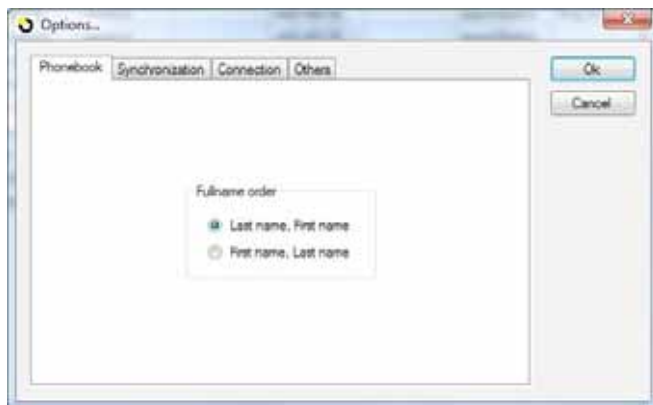 Options...
Phonebook Synchronization Connection Others
Ok
Cancel
Fullname order
Last name, First name
First name, Last name